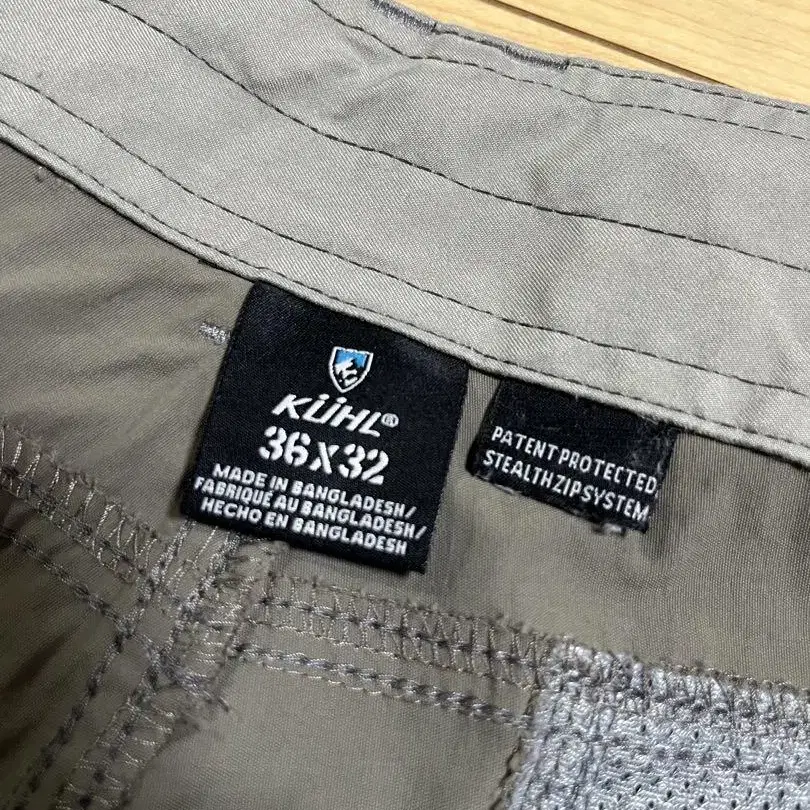 KÜHL®
36X32
MADE IN BANGLADESH/
FABRIQUÉ AU BANGLADESH/
HECHO EN BANGLADESH
PATENT PROTECTED
STEALTHZIPSYSTEM